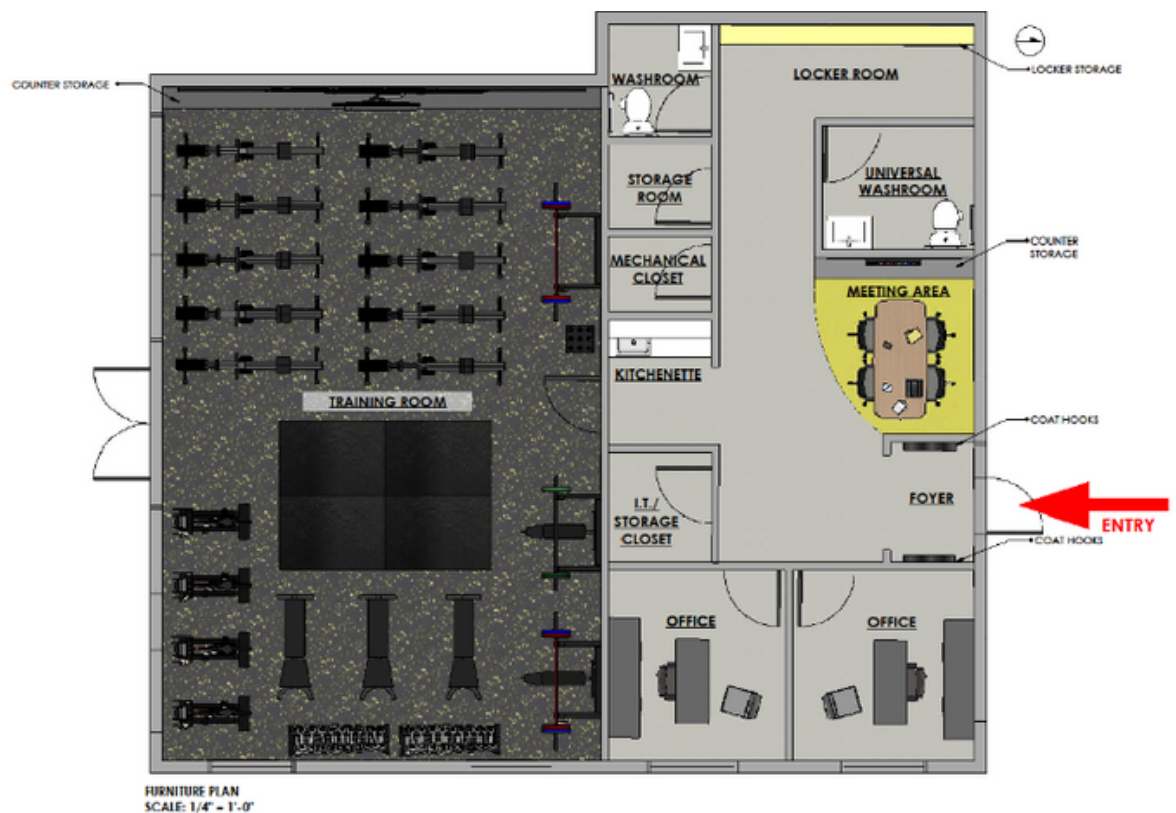 COUNTER STORAGE
WASHROOM
LOCKER ROOM
LOCKER STORAGE
STORAGE
ROOM
UNIVERSAL
WASHROOM
MECHANICAL
CLOSET
COUNTER
STORAGE
MEETING AREA
KITCHENETTE
TRAINING ROOM
COAT HOOKS
I.T./
STORAGE
CLOSET
FOYER
ENTRY
COAT HOOKS
OFFICE
OFFICE
FURNITURE PLAN
SCALE: 1/4" = 1'-0"